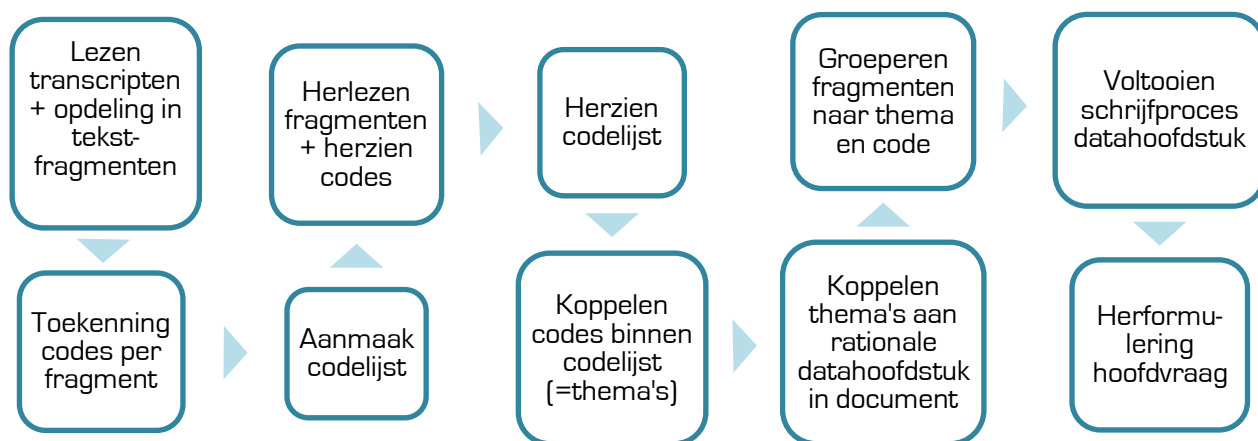 Lezen
transcripten
+ opdeling in
tekst-
fragmenten
Toekenning
codes per
fragment
Aanmaak
codelijst
Herlezen
fragmenten
+ herzien
codes
Herzien
codelijst
Koppelen
codes binnen
codelijst
(=thema's)
Koppelen
thema's aan
rationale
datahoofdstuk
in document
Groeperen
fragmenten
naar thema
en code
Voltooien
schrijfproces
datahoofdstuk
Herformu-
lering
hoofdvraag